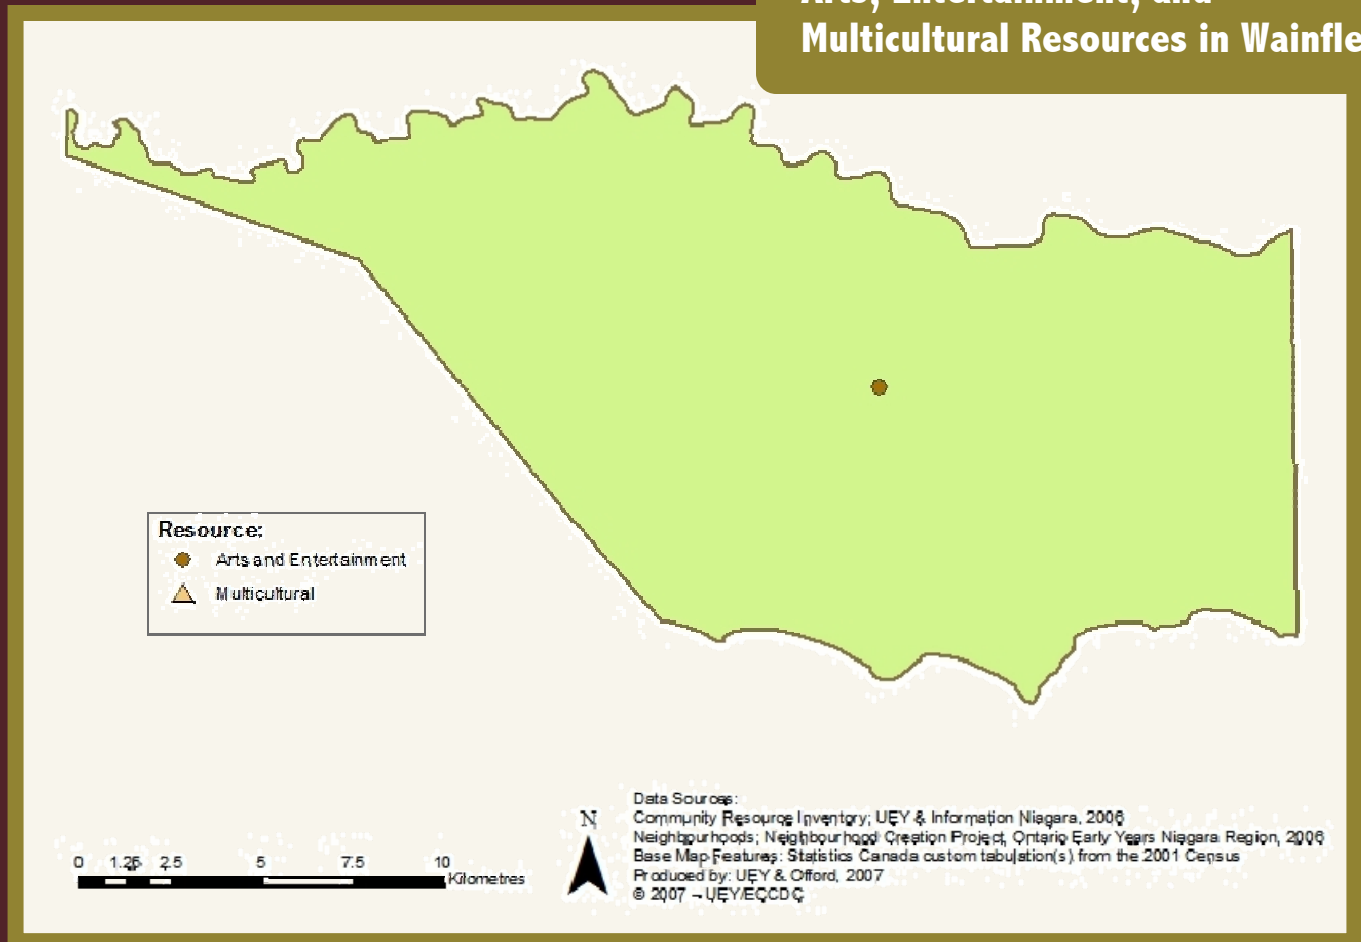 Arts, Entertainment, and
Multicultural Resources in Wainfle
Resource:
Arts and Entertainment
Multicultural
0 1.25 2.5 5 7.5 10
Kilometres
N
Data Sources:
Community Resource Inventory; UEY & Information Niagara, 2006
Neighbourhoods; Neighbourhood Creation Project, Ontario Early Years Niagara Region, 2006
Base Map Features: Statistics Canada custom tabulation(s) from the 2001 Census
Produced by: UEY & Offord, 2007
© 2007 – UEY/ECCDC